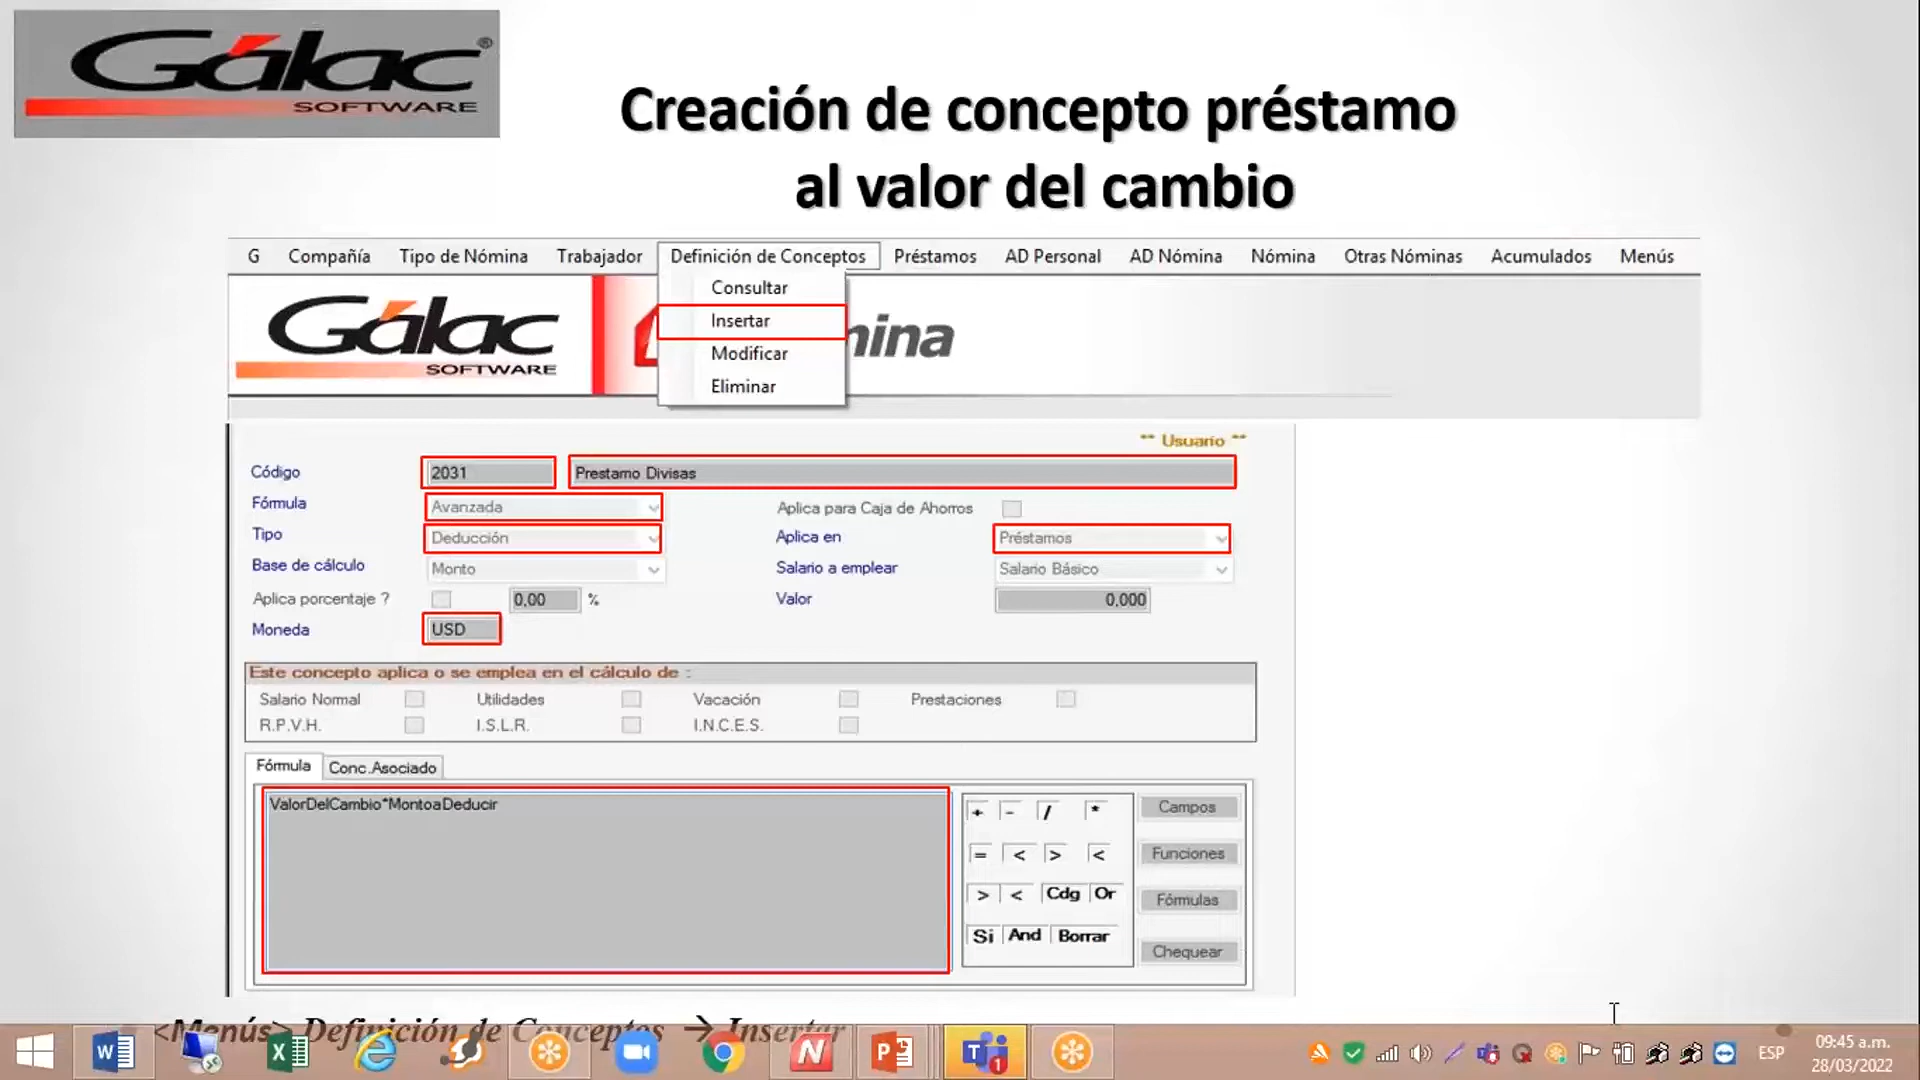 Gálac®
SOFTWARE
Creación de concepto préstamo
al valor del cambio
G Compañía Tipo de Nómina Trabajador Definición de Conceptos Préstamos AD Personal AD Nómina Nómina Otras Nóminas Acumulados Menús
Consultar
Insertar
Modificar
Eliminar
Gálac
SOFTWARE
mina
** Usuario **
Código 2031 Prestamo Divisas
Fórmula Avanzada Aplica para Caja de Ahorros
Tipo Deducción Aplica en Préstamos
Base de cálculo Monto Salario a emplear Salario Básico
Aplica porcentaje ? 0,00 % Valor 0,000
Moneda USD
Este concepto aplica o se emplea en el cálculo de :
Salario Normal Utilidades Vacación Prestaciones
R.P.V.H. I.S.L.R. I.N.C.E.S.
Fórmula Conc.Asociado
ValorDelCambio*MontoaDeducir
+ - / * Campos
= < > < Funciones
> < Cdg Or Fórmulas
Si And Borrar Chequear
<Menús> Definición de Conceptos → Insertar
ESP 09:45 a.m.
28/03/2022